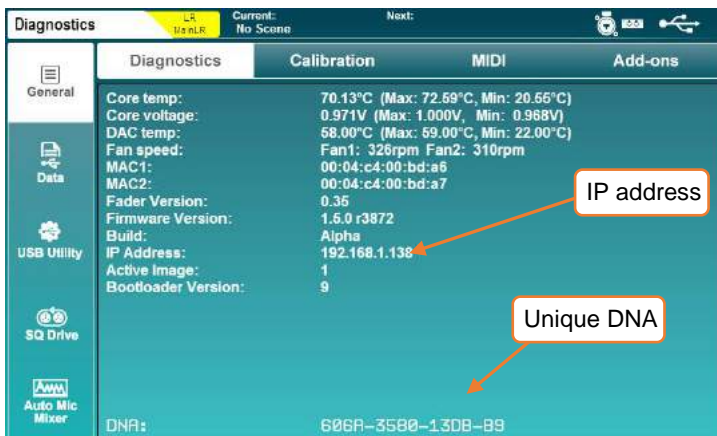 Diagnostics
LR
MainLR
Current:
No Scene
Next:
General
Data
USB Utility
SQ Drive
Auto Mic
Mixer
Diagnostics Calibration MIDI Add-ons
Core temp: 70.13°C (Max: 72.59°C, Min: 20.55°C)
Core voltage: 0.971V (Max: 1.000V, Min: 0.968V)
DAC temp: 58.00°C (Max: 59.00°C, Min: 22.00°C)
Fan speed: Fan1: 326rpm Fan2: 310rpm
MAC1: 00:04:c4:00:bd:a6
MAC2: 00:04:c4:00:bd:a7
Fader Version: 0.35
Firmware Version: 1.5.0 r3872
Build: Alpha
IP Address: 192.168.1.138
Active Image: 1
Bootloader Version: 9
IP address
Unique DNA
DNA: 606A-3580-13DB-B9